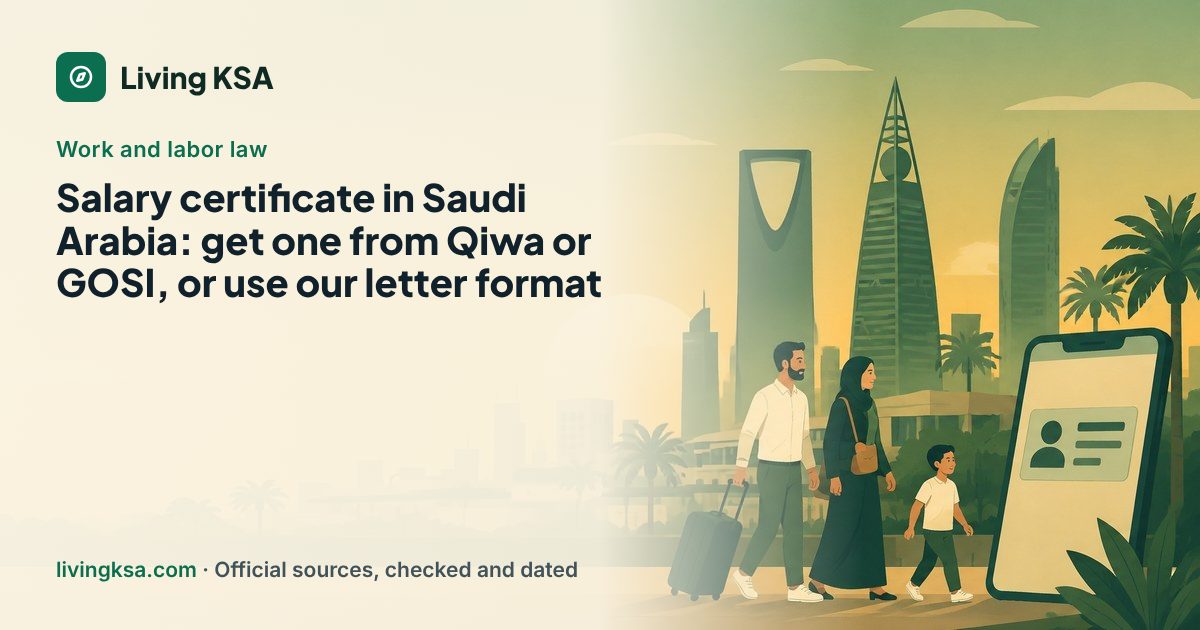 Living KSA
Work and labor law
Salary certificate in Saudi
Arabia: get one from Qiwa or
GOSI, or use our letter format
livingksa.com · Official sources, checked and dated